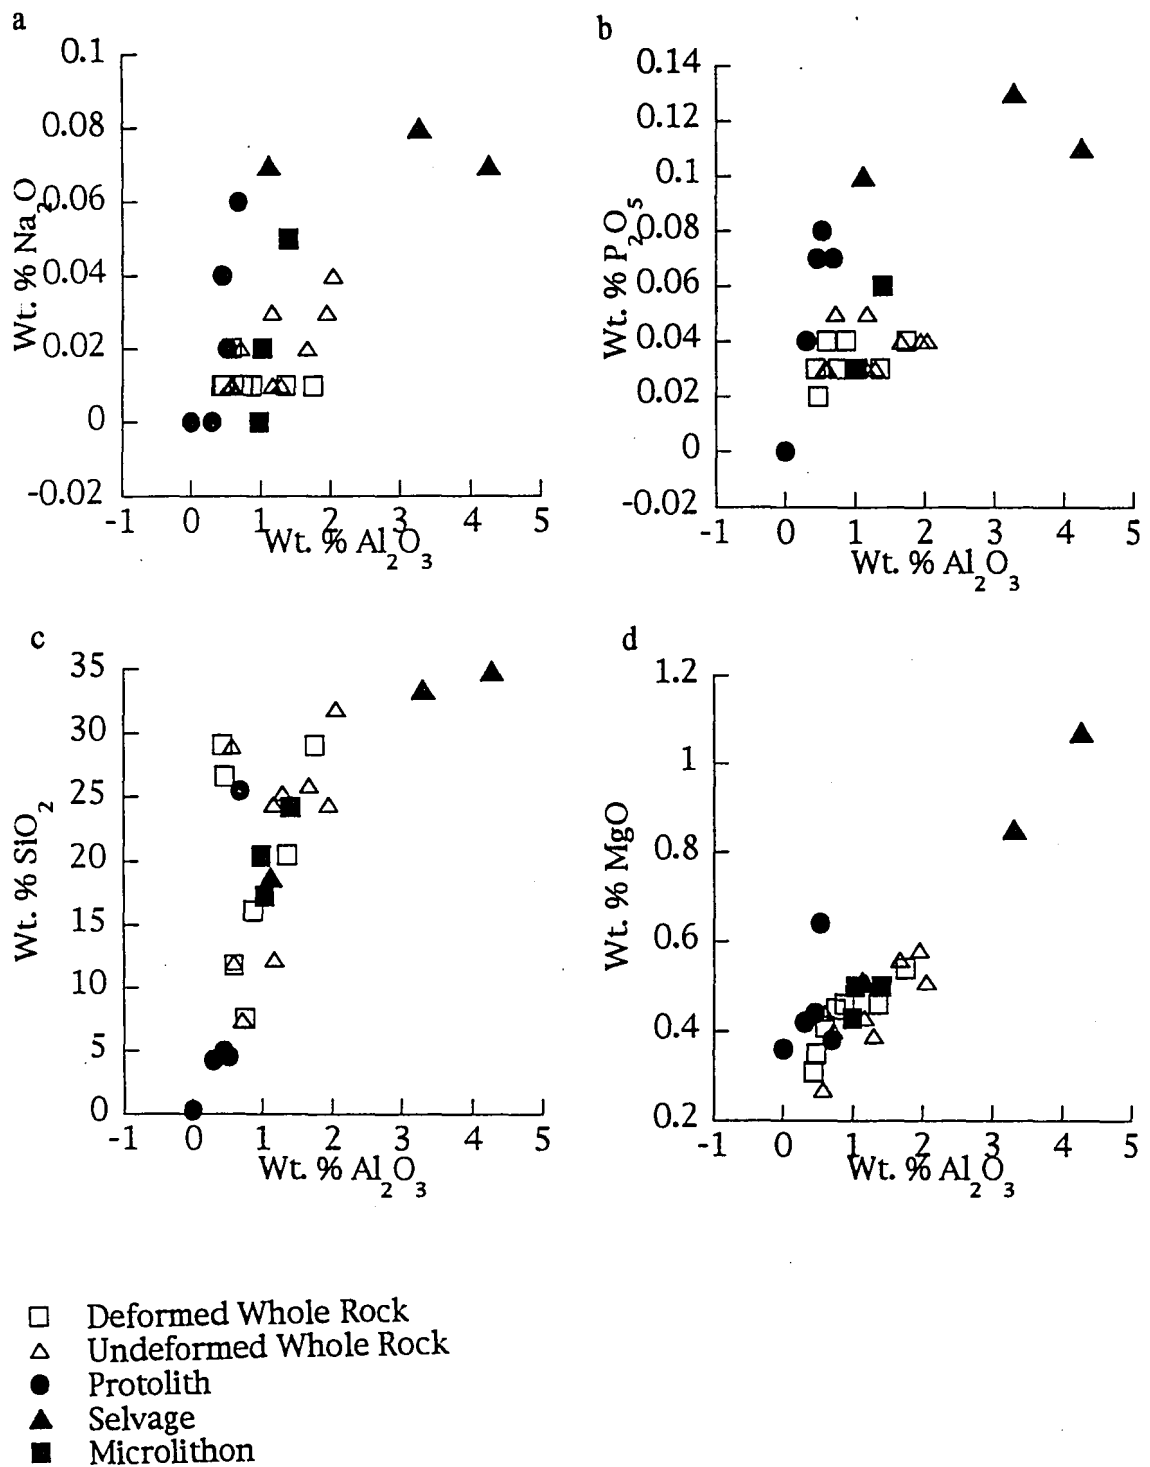 a
0.1
0.08
0.06
0.04
0.02
0
-0.02
Wt. % Na2O
-1 0 1 2 3 4 5
Wt. % Al2O3
b
0.14
0.12
0.1
0.08
0.06
0.04
0.02
0
-0.02
Wt. % P2O5
-1 0 1 2 3 4 5
Wt. % Al2O3
c
35
30
25
20
15
10
5
0
Wt. % SiO2
-1 0 1 2 3 4 5
Wt. % Al2O3
d
1.2
1
0.8
0.6
0.4
0.2
Wt. % MgO
-1 0 1 2 3 4 5
Wt. % Al2O3
Deformed Whole Rock
Undeformed Whole Rock
Protolith
Selvage
Microlithon